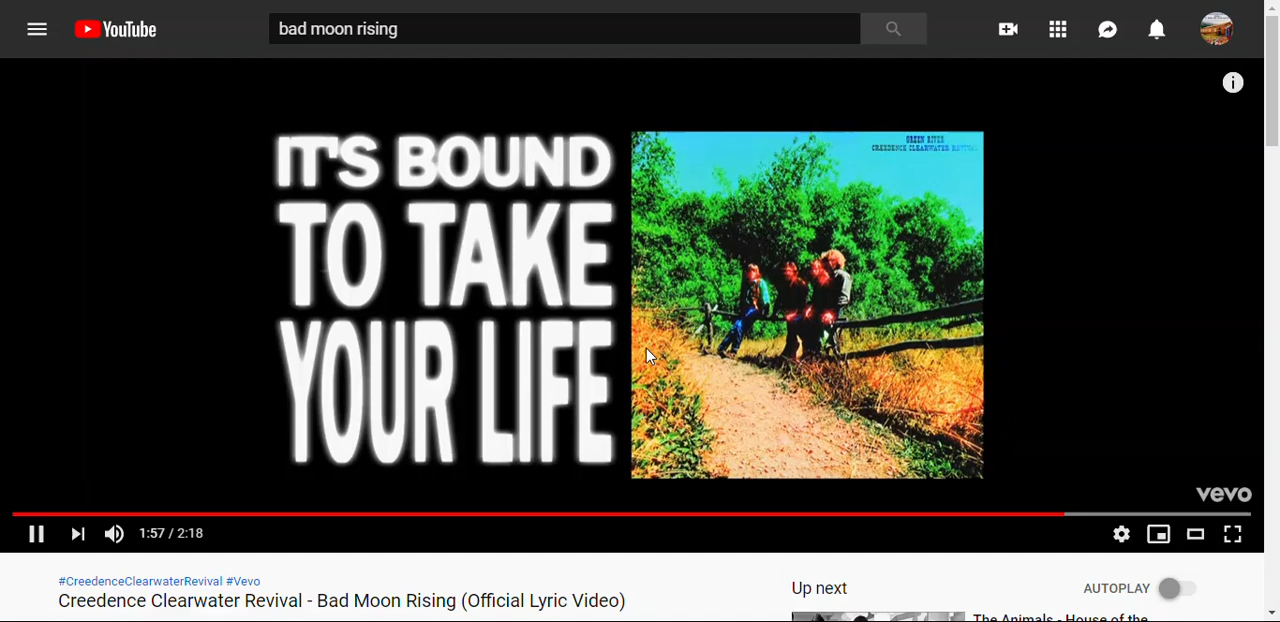 YouTube
bad moon rising
IT'S BOUND
TO TAKE
YOUR LIFE
GREEN RIVER
CREEDENCE CLEARWATER REVIVAL
vevo
1:57 / 2:18
#CreedenceClearwaterRevival #Vevo
Creedence Clearwater Revival - Bad Moon Rising (Official Lyric Video)
Up next
AUTOPLAY
The Animals - House of the